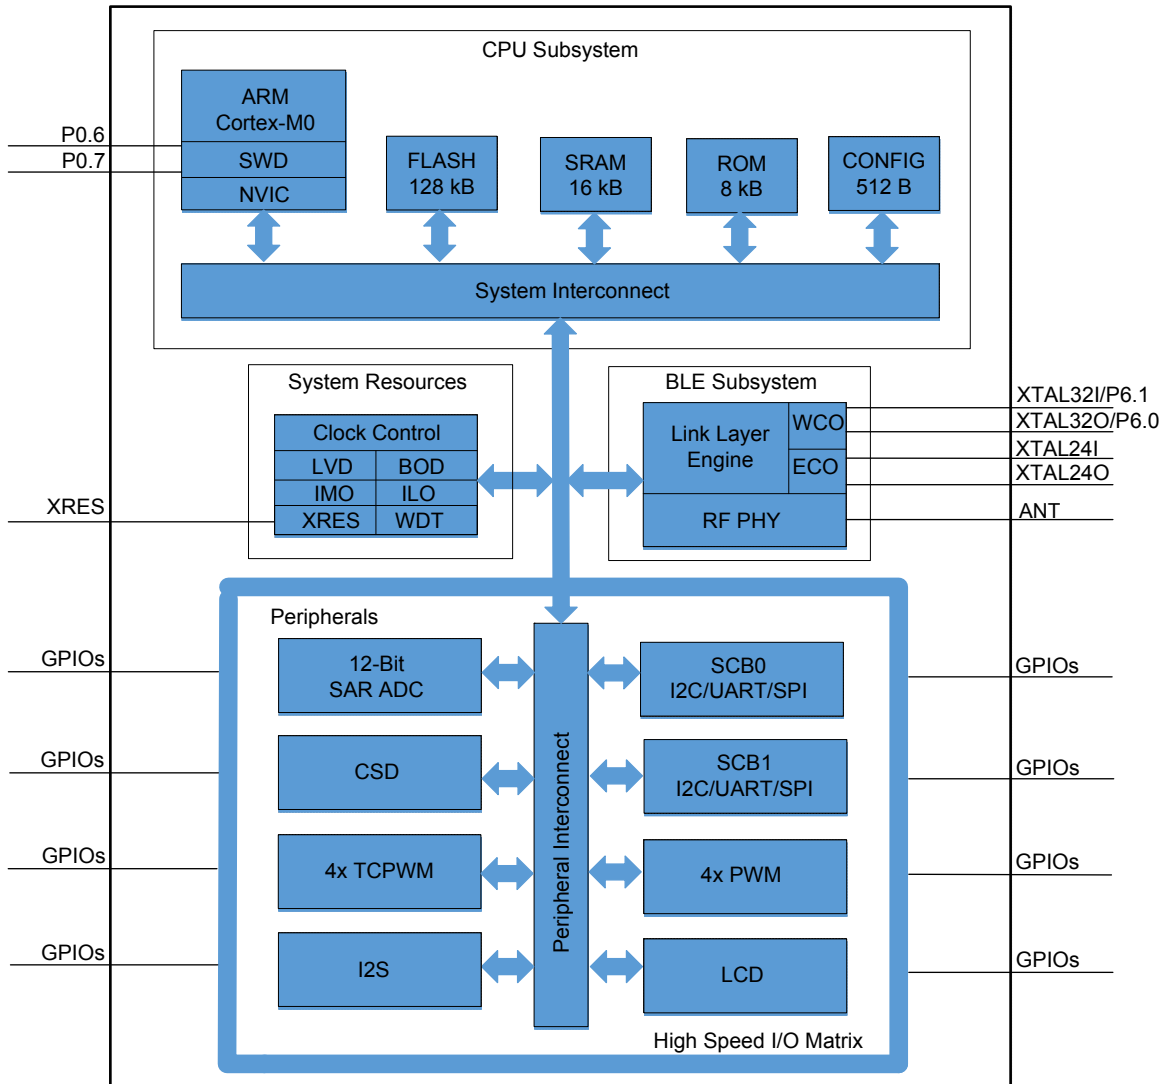 CPU Subsystem
ARM
Cortex-M0
SWD
NVIC
P0.6
P0.7
FLASH
128 kB
SRAM
16 kB
ROM
8 kB
CONFIG
512 B
System Interconnect
System Resources
Clock Control
LVD
BOD
IMO
ILO
XRES
WDT
XRES
BLE Subsystem
Link Layer
Engine
WCO
ECO
RF PHY
XTAL32I/P6.1
XTAL32O/P6.0
XTAL24I
XTAL24O
ANT
Peripherals
GPIOs
12-Bit
SAR ADC
SCB0
I2C/UART/SPI
GPIOs
GPIOs
CSD
SCB1
I2C/UART/SPI
GPIOs
GPIOs
4x TCPWM
4x PWM
GPIOs
GPIOs
I2S
LCD
GPIOs
Peripheral Interconnect
High Speed I/O Matrix